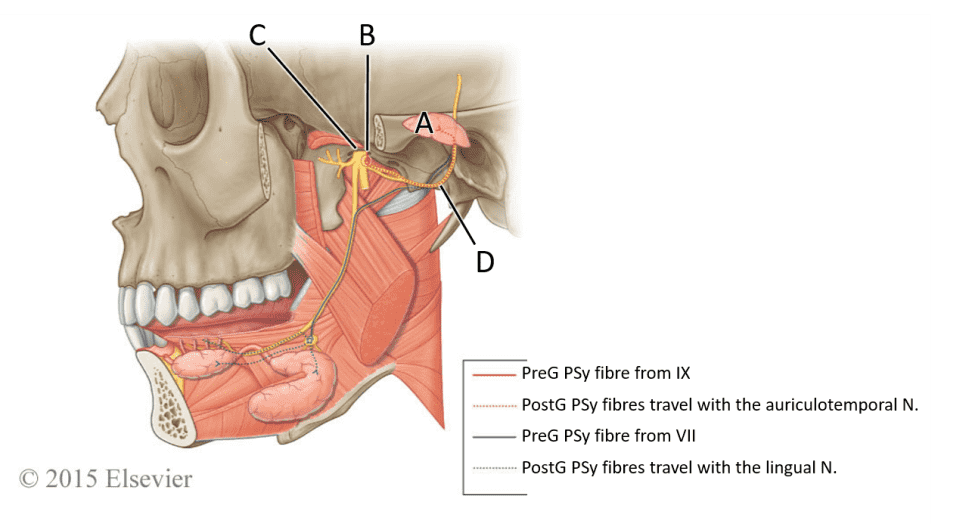 C
B
A
D
PreG PSy fibre from IX
PostG PSy fibres travel with the auriculotemporal N.
PreG PSy fibre from VII
PostG PSy fibres travel with the lingual N.
© 2015 Elsevier